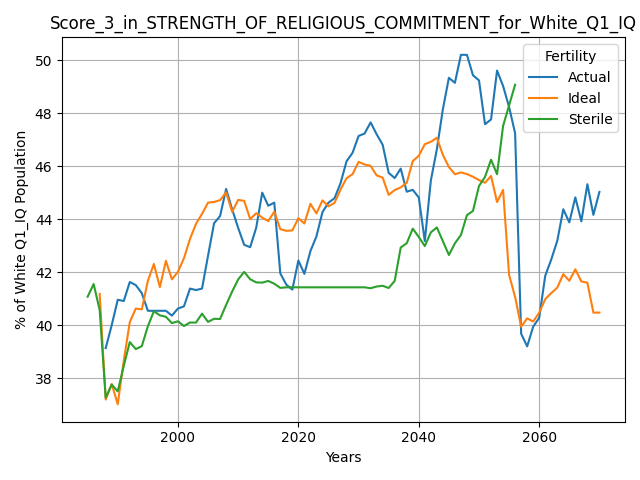 Score_3_in_STRENGTH_OF_RELIGIOUS_COMMITMENT_for_White_Q1_IQ
Fertility
Actual
Ideal
Sterile
% of White Q1_IQ Population
50
48
46
44
42
40
38
2000
2020
2040
2060
Years